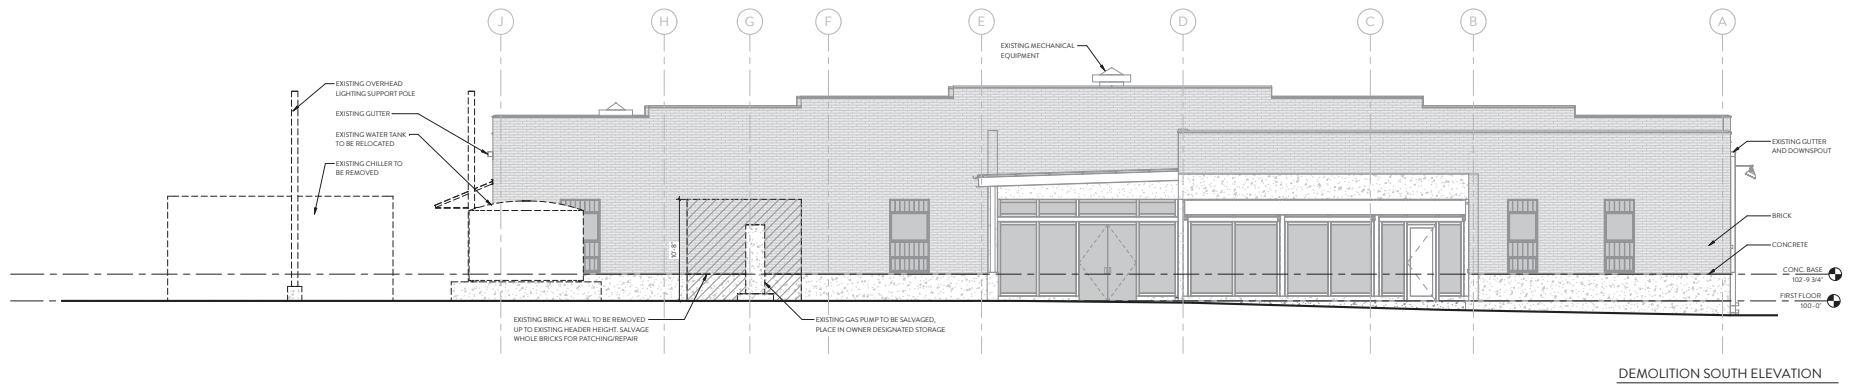 J H G F E D C B A
EXISTING MECHANICAL
EQUIPMENT
EXISTING OVERHEAD
LIGHTING SUPPORT POLE
EXISTING GUTTER
EXISTING WATER TANK
TO BE RELOCATED
EXISTING CHILLER TO
BE REMOVED
EXISTING GUTTER
AND DOWNSPOUT
BRICK
CONCRETE
10'-8"
CONC. BASE
102'-9 3/4"
FIRST FLOOR
100'-0"
EXISTING BRICK AT WALL TO BE REMOVED
UP TO EXISTING HEADER HEIGHT. SALVAGE
WHOLE BRICKS FOR PATCHING/REPAIR
EXISTING GAS PUMP TO BE SALVAGED,
PLACE IN OWNER DESIGNATED STORAGE
DEMOLITION SOUTH ELEVATION